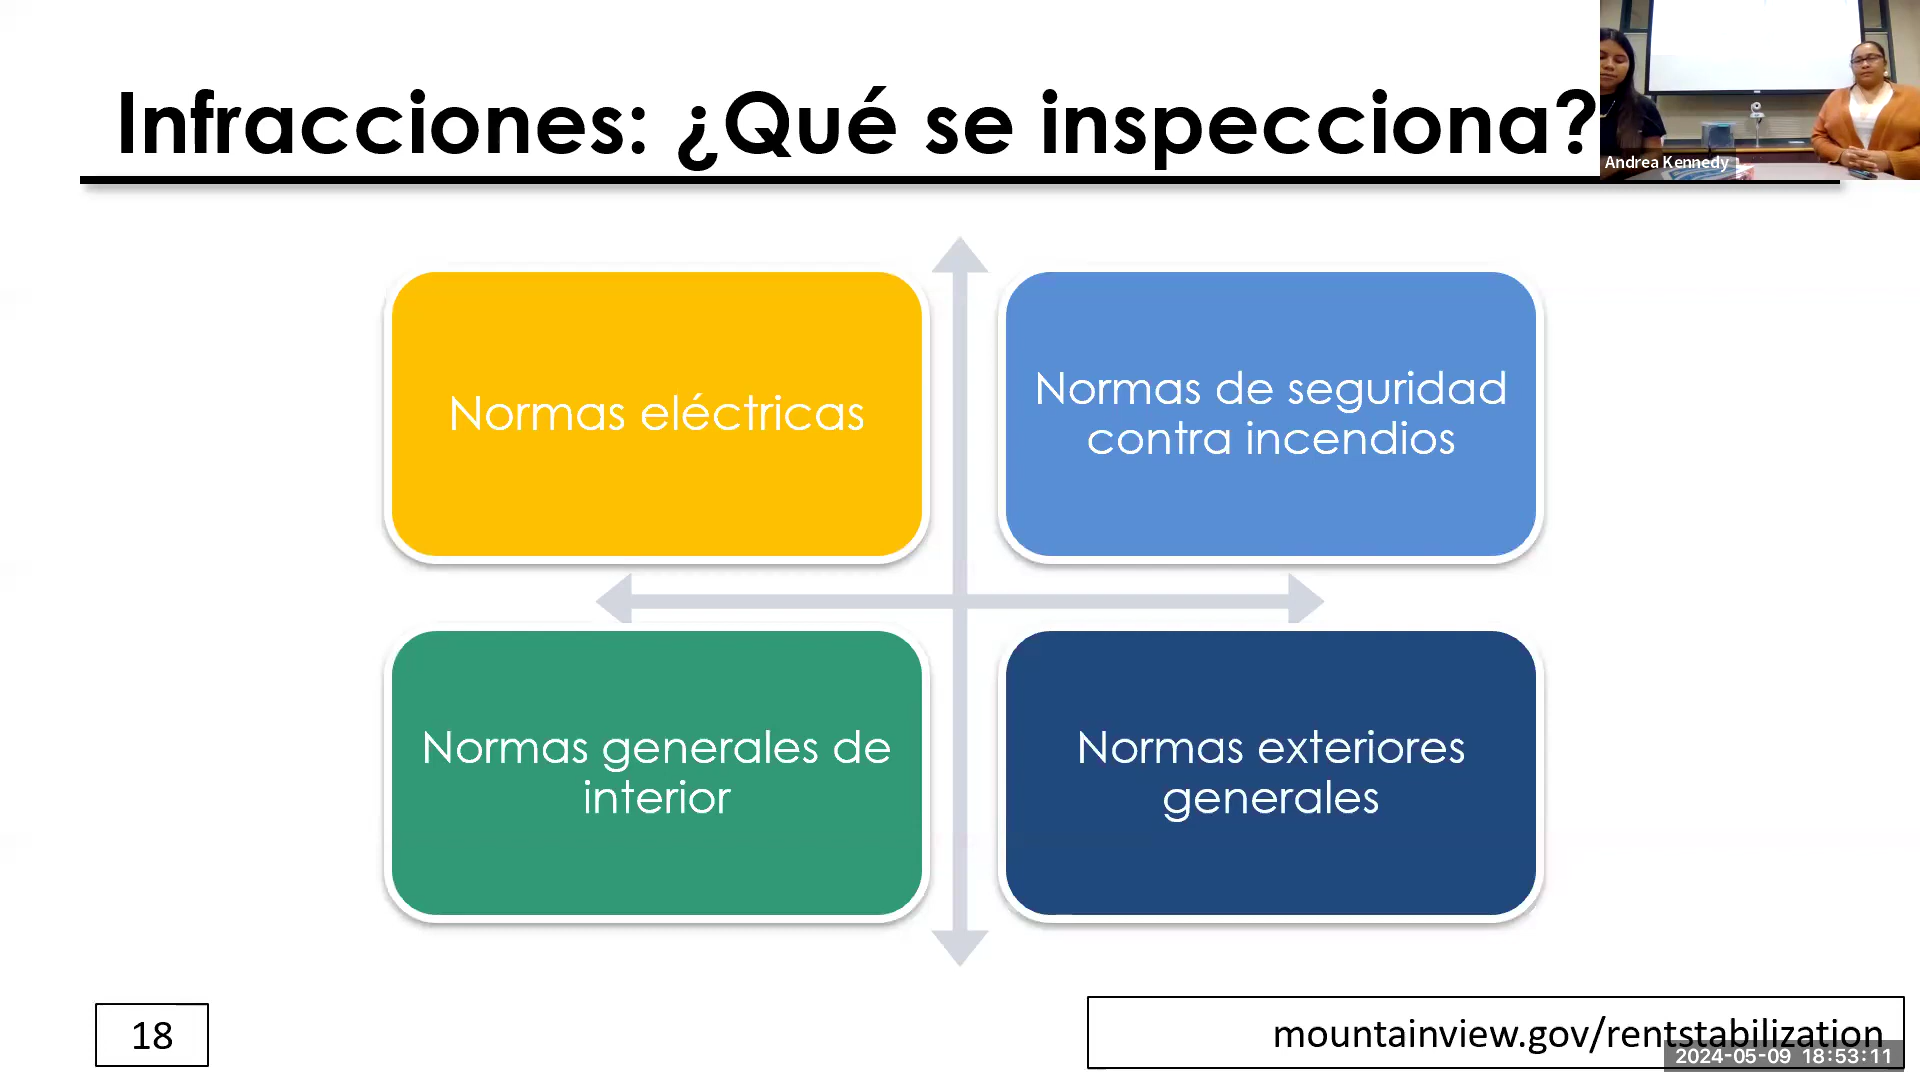 Infracciones: ¿Qué se inspecciona?
Andrea Kennedy
Normas eléctricas
Normas de seguridad
contra incendios
Normas generales de
interior
Normas exteriores
generales
18
mountainview.gov/rentstabilization
2024-05-09 18:53:11